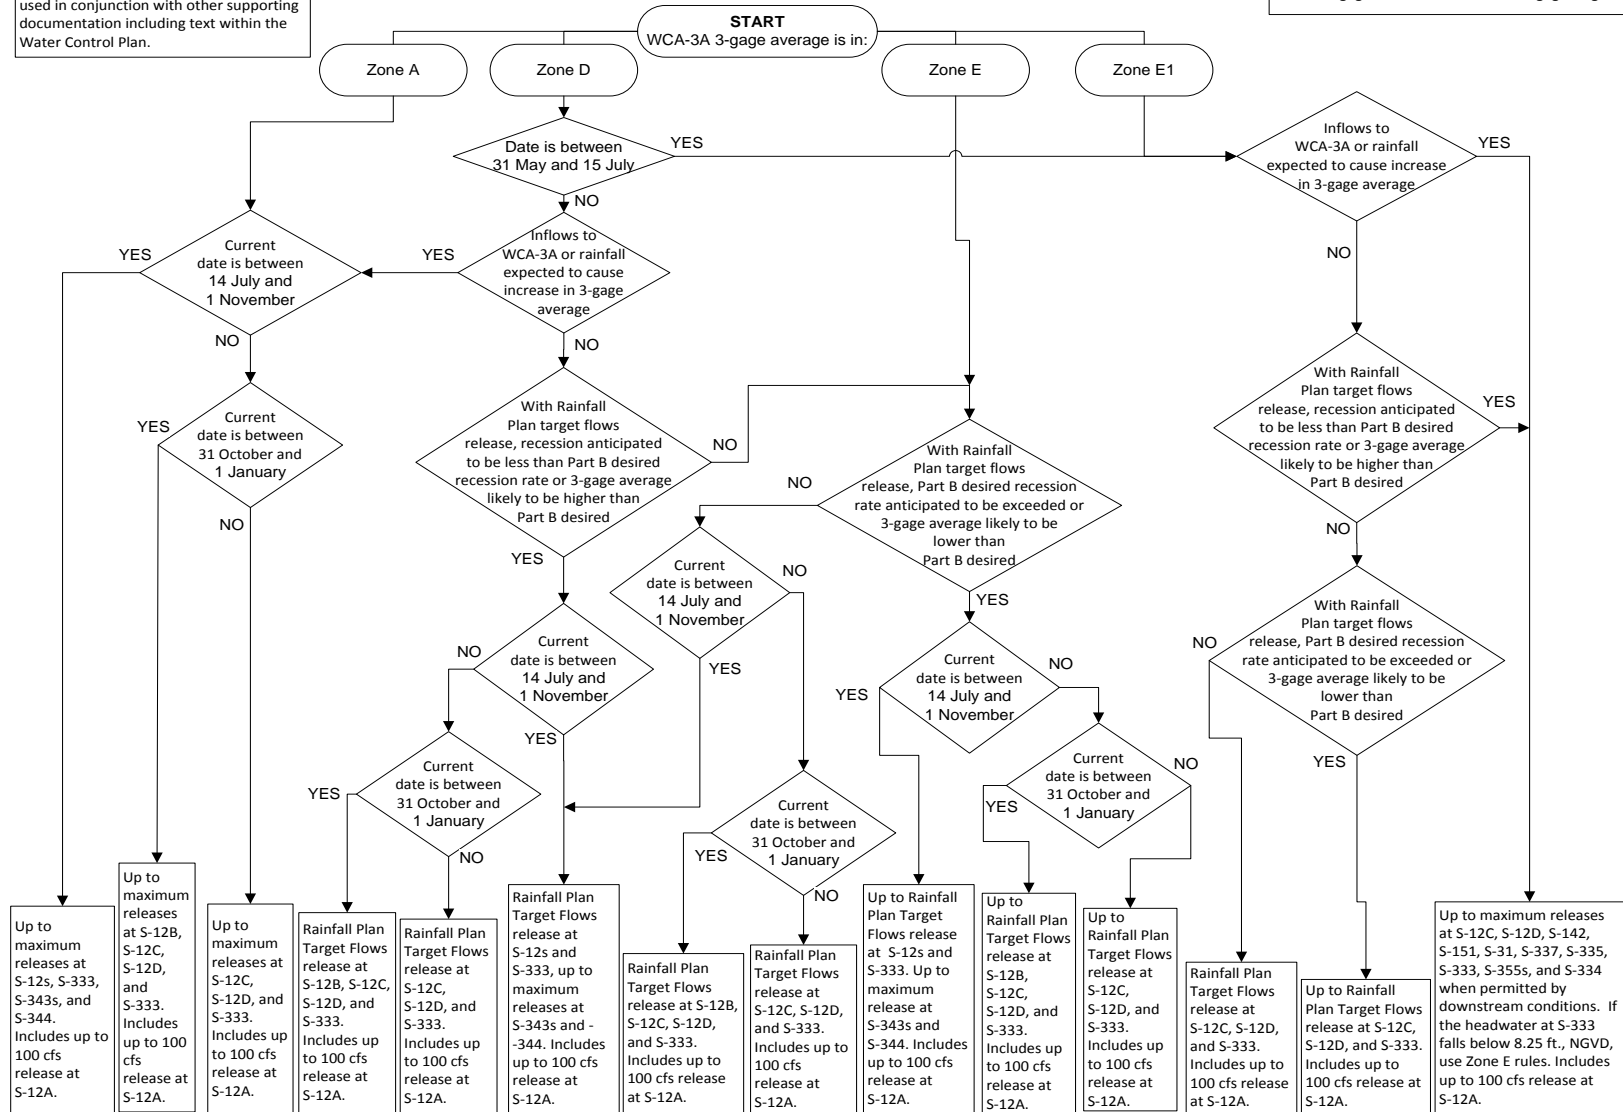 used in conjunction with other supporting
documentation including text within the
Water Control Plan.
START
WCA-3A 3-gage average is in:
Zone A
Zone D
Zone E
Zone E1
Date is between
31 May and 15 July
YES
NO
Inflows to
WCA-3A or rainfall
expected to cause increase
in 3-gage average
YES
NO
Current
date is between
14 July and
1 November
YES
NO
Inflows to
WCA-3A or rainfall
expected to cause
increase in 3-gage
average
YES
NO
Current
date is between
31 October and
1 January
YES
NO
With Rainfall
Plan target flows
release, recession anticipated
to be less than Part B desired
recession rate or 3-gage average
likely to be higher than
Part B desired
NO
YES
With Rainfall
Plan target flows
release, Part B desired recession
rate anticipated to be exceeded or
3-gage average likely to be
lower than
Part B desired
NO
YES
With Rainfall
Plan target flows
release, recession anticipated
to be less than Part B desired
recession rate or 3-gage average
likely to be higher than
Part B desired
YES
NO
Current
date is between
14 July and
1 November
NO
YES
Current
date is between
14 July and
1 November
NO
YES
Current
date is between
14 July and
1 November
YES
NO
With Rainfall
Plan target flows
release, Part B desired recession
rate anticipated to be exceeded or
3-gage average likely to be
lower than
Part B desired
NO
YES
Current
date is between
31 October and
1 January
YES
NO
Current
date is between
31 October and
1 January
YES
NO
Current
date is between
31 October and
1 January
YES
NO
Up to
maximum
releases at
S-12s, S-333,
S-343s, and
S-344.
Includes up to
100 cfs
release at
S-12A.
Up to
maximum
releases
at S-12B,
S-12C,
S-12D,
and
S-333.
Includes
up to 100
cfs
release at
S-12A.
Up to
maximum
releases at
S-12C,
S-12D, and
S-333.
Includes up
to 100 cfs
release at
S-12A.
Rainfall Plan
Target Flows
release at
S-12B, S-12C,
S-12D, and
S-333.
Includes up
to 100 cfs
release at
S-12A.
Rainfall Plan
Target Flows
release at
S-12C,
S-12D, and
S-333.
Includes up
to 100 cfs
release at
S-12A.
Rainfall Plan
Target Flows
release at
S-12s and
S-333, up to
maximum
releases at
S-343s and -
-344. Includes
up to 100 cfs
release at
S-12A.
Rainfall Plan
Target Flows
release at S-12B,
S-12C, S-12D,
and S-333.
Includes up to
100 cfs release
at S-12A.
Rainfall Plan
Target Flows
release at
S-12C, S-12D,
and S-333.
Includes up to
100 cfs
release at
S-12A.
Up to Rainfall
Plan Target
Flows release
at S-12s and
S-333. Up to
maximum
release at
S-343s and
S-344. Includes
up to 100 cfs
release at
S-12A.
Up to
Rainfall Plan
Target Flows
release at
S-12B,
S-12C,
S-12D, and
S-333.
Includes up
to 100 cfs
release at
S-12A.
Up to
Rainfall Plan
Target Flows
release at
S-12C,
S-12D, and
S-333.
Includes up
to 100 cfs
release at
S-12A.
Rainfall Plan
Target Flows
release at
S-12C, S-12D,
and S-333.
Includes up to
100 cfs release
at S-12A.
Up to Rainfall
Plan Target Flows
release at S-12C,
S-12D, and S-333.
Includes up to
100 cfs release at
S-12A.
Up to maximum releases
at S-12C, S-12D, S-142,
S-151, S-31, S-337, S-335,
S-333, S-355s, and S-334
when permitted by
downstream conditions. If
the headwater at S-333
falls below 8.25 ft., NGVD,
use Zone E rules. Includes
up to 100 cfs release at
S-12A.